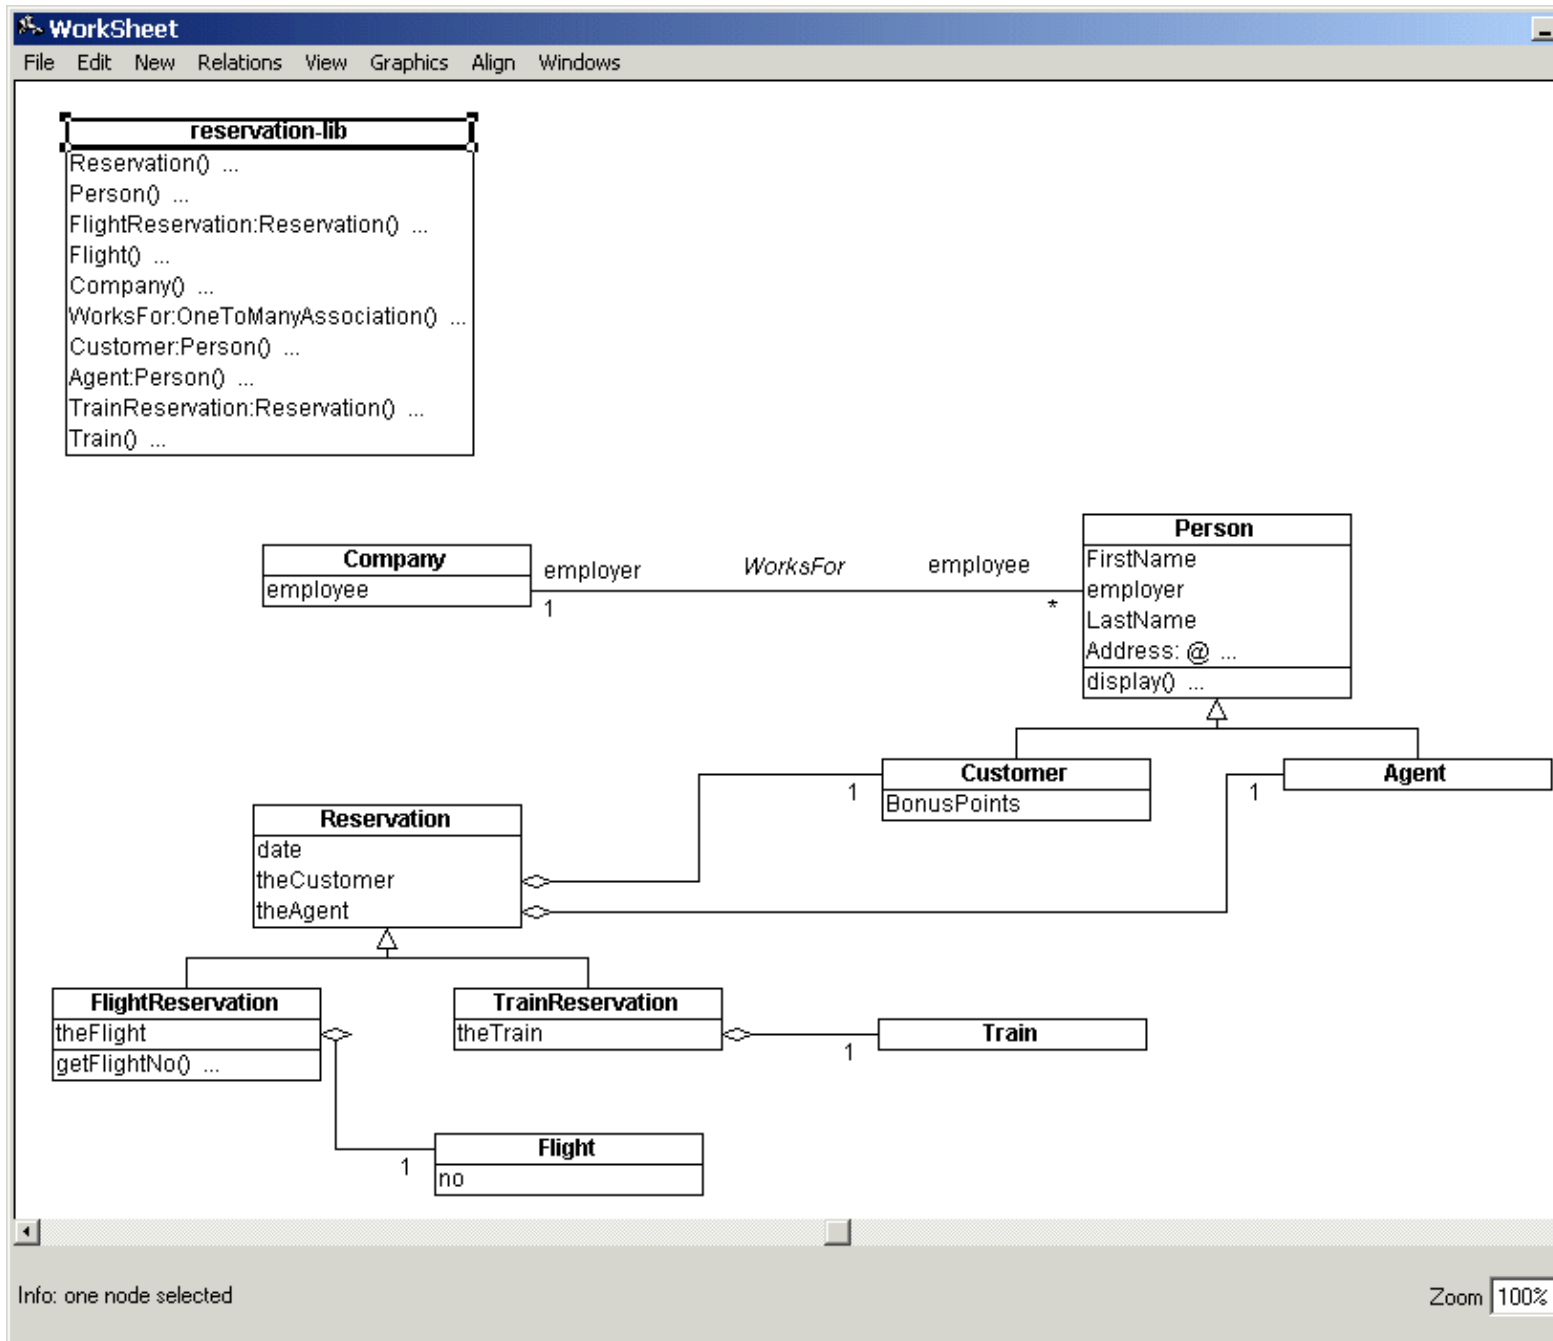 WorkSheet
File Edit New Relations View Graphics Align Windows
reservation-lib
Reservation() ...
Person() ...
FlightReservation:Reservation() ...
Flight() ...
Company() ...
WorksFor:OneToManyAssociation() ...
Customer:Person() ...
Agent:Person() ...
TrainReservation:Reservation() ...
Train() ...
Company
employee
employer WorksFor employee
1 *
Person
FirstName
employer
LastName
Address: @ ...
display() ...
Customer
BonusPoints
1
Agent
1
Reservation
date
theCustomer
theAgent
FlightReservation
theFlight
getFlightNo() ...
TrainReservation
theTrain
1
Train
Flight
no
1
Info: one node selected
Zoom 100%